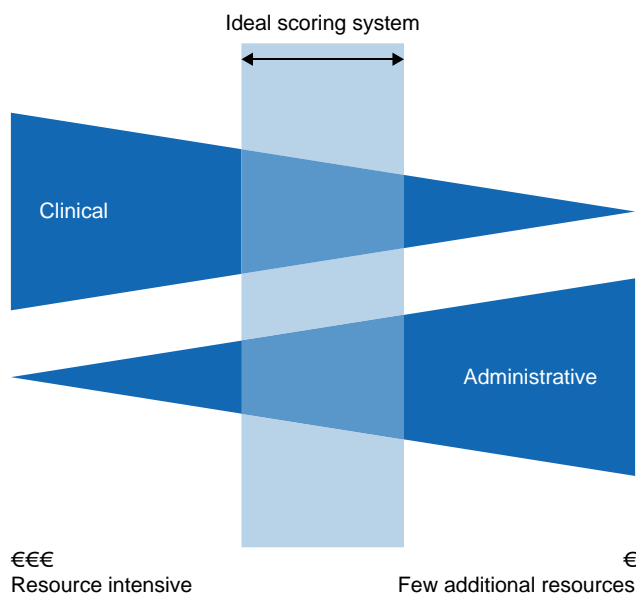 Ideal scoring system
Clinical
Administrative
€€€
€
Resource intensive
Few additional resources